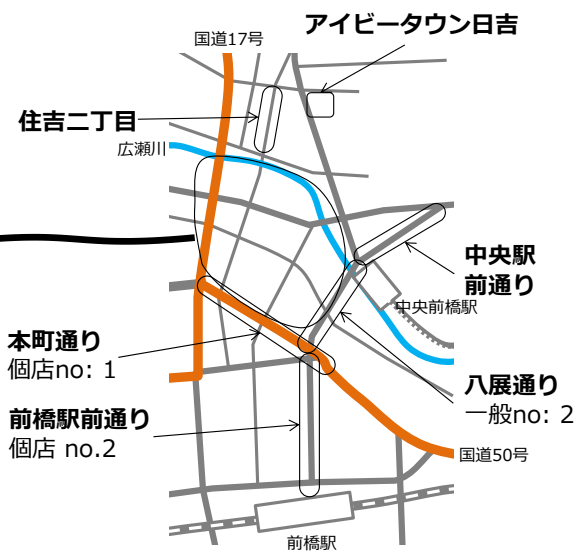 アイビータウン日吉
国道17号
住吉二丁目
広瀬川
中央駅
前通り
中央前橋駅
本町通り
個店no: 1
八展通り
一般no: 2
前橋駅前通り
個店 no.2
国道50号
前橋駅